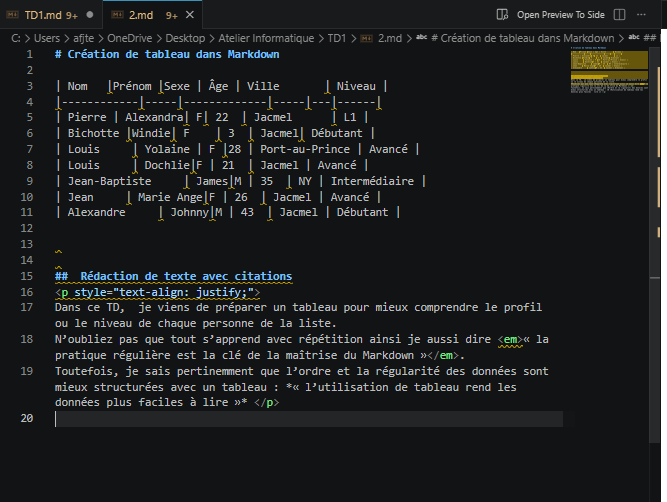 TD1.md 9+
2.md 9+
Open Preview To Side
C: > Users > afjte > OneDrive > Desktop > Atelier Informatique > TD1 > 2.md > # Création de tableau dans Markdown > ##
1 # Création de tableau dans Markdown
2
3 | Nom |Prénom |Sexe | Âge | Ville | Niveau |
4 |------------|-----|-------------|-----|---|------|
5 | Pierre | Alexandra| F| 22 | Jacmel | L1 |
6 | Bichotte |Windie| F | 3 | Jacmel| Débutant |
7 | Louis | Yolaine | F |28 | Port-au-Prince | Avancé |
8 | Louis | Dochlie|F | 21 | Jacmel | Avancé |
9 | Jean-Baptiste | James|M | 35 | NY | Intermédiaire |
10 | Jean | Marie Ange|F | 26 | Jacmel | Avancé |
11 | Alexandre | Johnny|M | 43 | Jacmel | Débutant |
12
13
14
15 ## Rédaction de texte avec citations
16 <p style="text-align: justify;">
17 Dans ce TD, je viens de préparer un tableau pour mieux comprendre le profil
ou le niveau de chaque personne de la liste.
18 N’oubliez pas que tout s’apprend avec répétition ainsi je aussi dire <em>« la
pratique régulière est la clé de la maîtrise du Markdown »</em>.
19 Toutefois, je sais pertinemment que l’ordre et la régularité des données sont
mieux structurées avec un tableau : *« l’utilisation de tableau rend les
données plus faciles à lire »* </p>
20